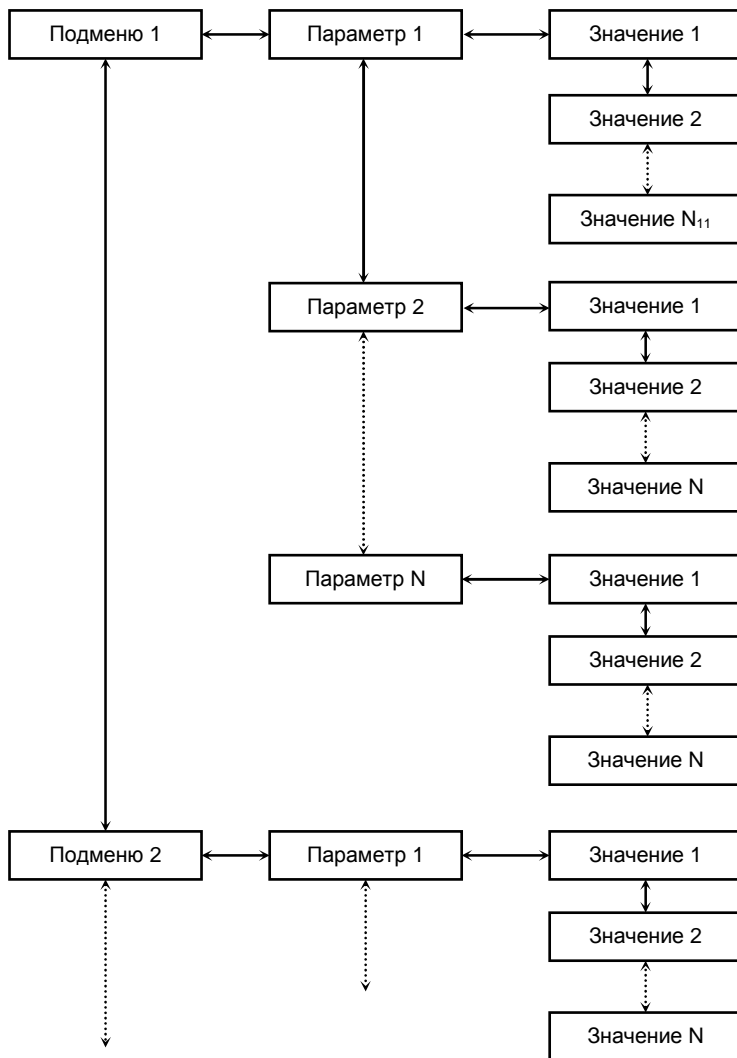 Подменю 1
Параметр 1
Значение 1
Значение 2
Значение N₁₁
Параметр 2
Значение 1
Значение 2
Значение N
Параметр N
Значение 1
Значение 2
Значение N
Подменю 2
Параметр 1
Значение 1
Значение 2
Значение N